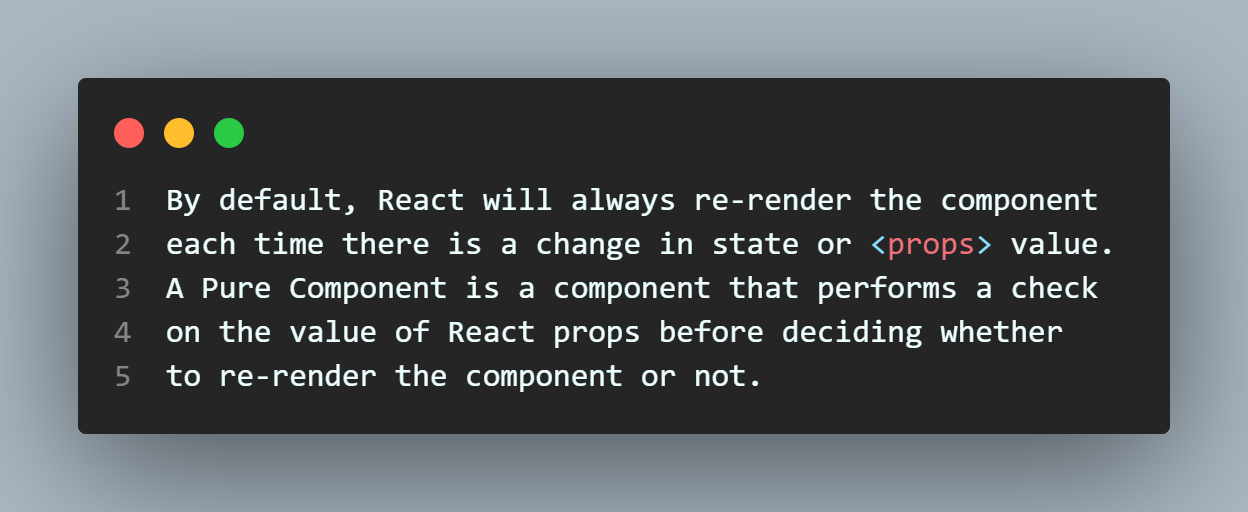 1 By default, React will always re-render the component
2 each time there is a change in state or <props> value.
3 A Pure Component is a component that performs a check
4 on the value of React props before deciding whether
5 to re-render the component or not.